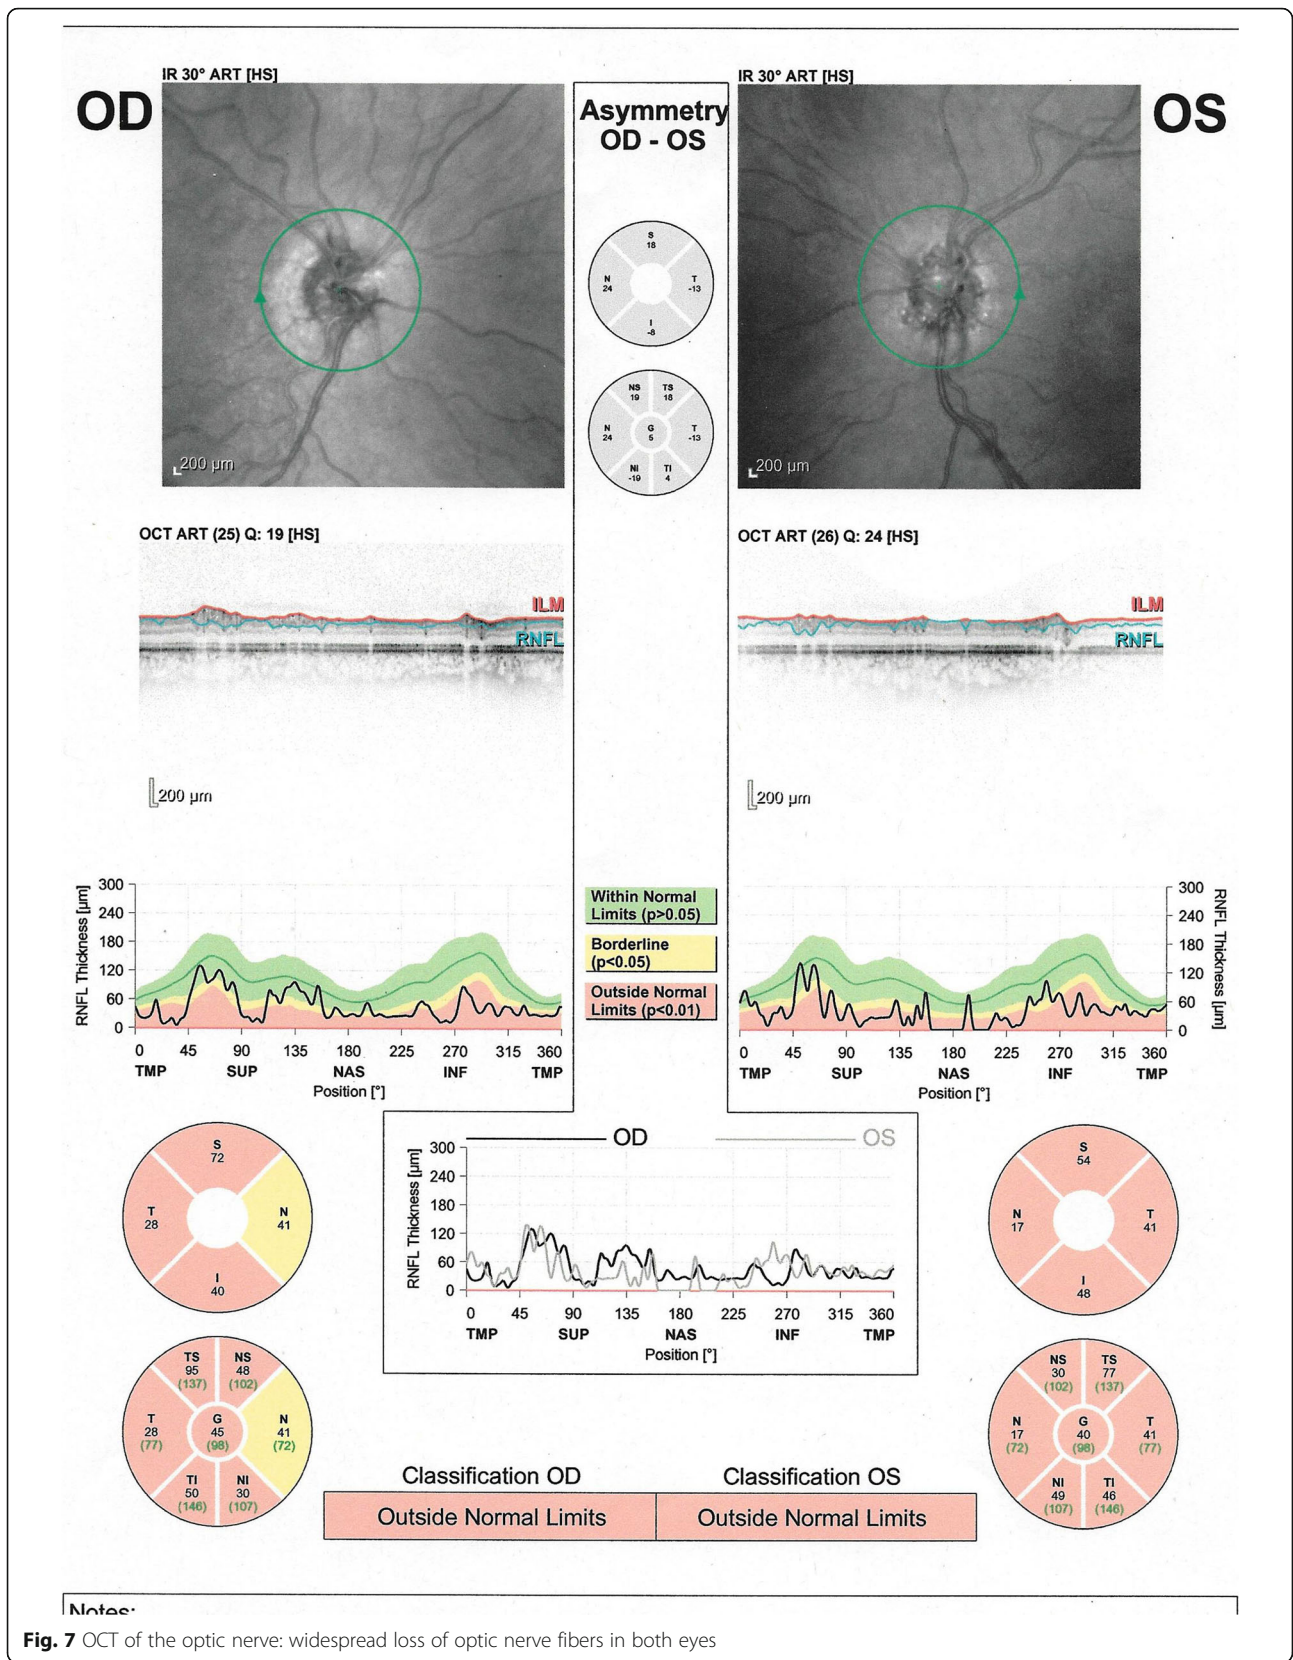 IR 30° ART [HS]
OD
Asymmetry
OD - OS
IR 30° ART [HS]
OS
S
18
N
24
T
-13
I
-8
NS
19
TS
18
N
24
G
5
T
-13
NI
-19
TI
4
200 µm
200 µm
OCT ART (25) Q: 19 [HS]
ILM
RNFL
200 µm
OCT ART (26) Q: 24 [HS]
ILM
RNFL
200 µm
RNFL Thickness [µm]
300
240
180
120
60
0
0 45 90 135 180 225 270 315 360
TMP SUP NAS INF TMP
Position [°]
Within Normal
Limits (p>0.05)
Borderline
(p<0.05)
Outside Normal
Limits (p<0.01)
300
240
180
120
60
0
RNFL Thickness [µm]
0 45 90 135 180 225 270 315 360
TMP SUP NAS INF TMP
Position [°]
S
72
T
28
N
41
I
40
OD
OS
RNFL Thickness [µm]
300
240
180
120
60
0
0 45 90 135 180 225 270 315 360
TMP SUP NAS INF TMP
Position [°]
S
54
N
17
T
41
I
48
TS
95
(137)
NS
48
(102)
T
28
(77)
G
45
(98)
N
41
(72)
TI
50
(146)
NI
30
(107)
NS
30
(102)
TS
77
(137)
N
17
(72)
G
40
(98)
T
41
(77)
NI
49
(107)
TI
46
(146)
Classification OD
Classification OS
Outside Normal Limits
Outside Normal Limits
Notes:
Fig. 7 OCT of the optic nerve: widespread loss of optic nerve fibers in both eyes